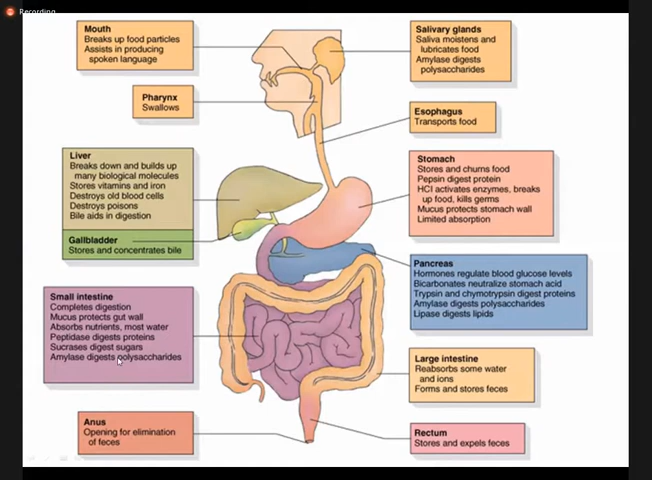 Recording
Mouth
Breaks up food particles
Assists in producing
spoken language
Salivary glands
Saliva moistens and
lubricates food
Amylase digests
polysaccharides
Pharynx
Swallows
Esophagus
Transports food
Liver
Breaks down and builds up
many biological molecules
Stores vitamins and iron
Destroys old blood cells
Destroys poisons
Bile aids in digestion
Stomach
Stores and churns food
Pepsin digest protein
HCl activates enzymes, breaks
up food, kills germs
Mucus protects stomach wall
Limited absorption
Gallbladder
Stores and concentrates bile
Pancreas
Hormones regulate blood glucose levels
Bicarbonates neutralize stomach acid
Trypsin and chymotrypsin digest proteins
Amylase digests polysaccharides
Lipase digests lipids
Small intestine
Completes digestion
Mucus protects gut wall
Absorbs nutrients, most water
Peptidase digests proteins
Sucrases digest sugars
Amylase digests polysaccharides
Large intestine
Reabsorbs some water
and ions
Forms and stores feces
Anus
Opening for elimination
of feces
Rectum
Stores and expels feces